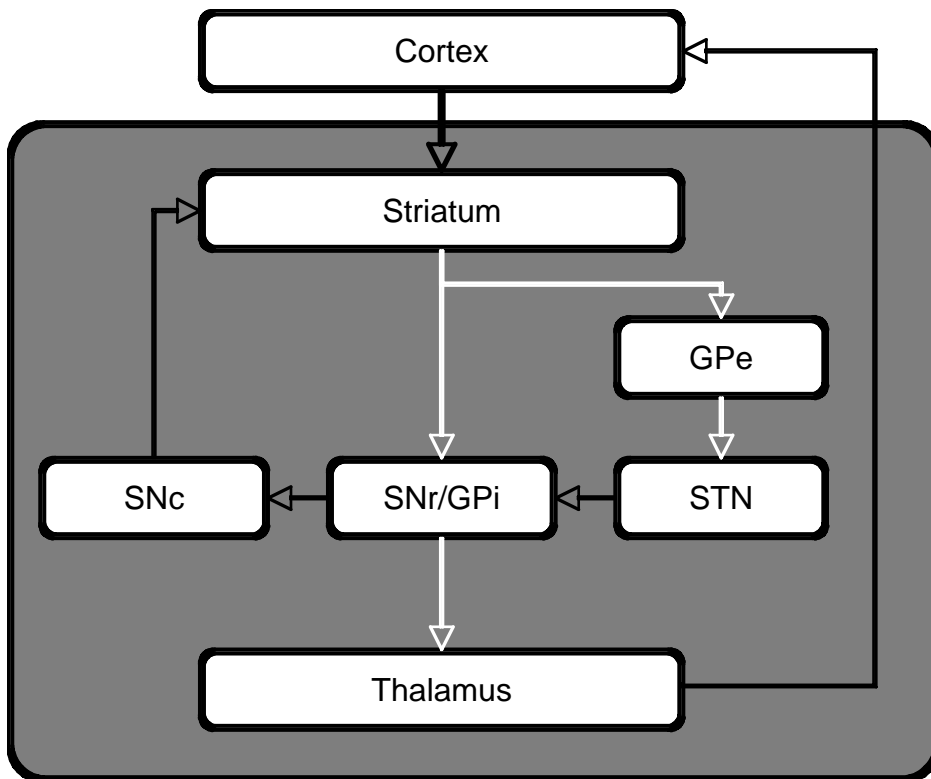 Cortex
Striatum
GPe
SNc
SNr/GPi
STN
Thalamus